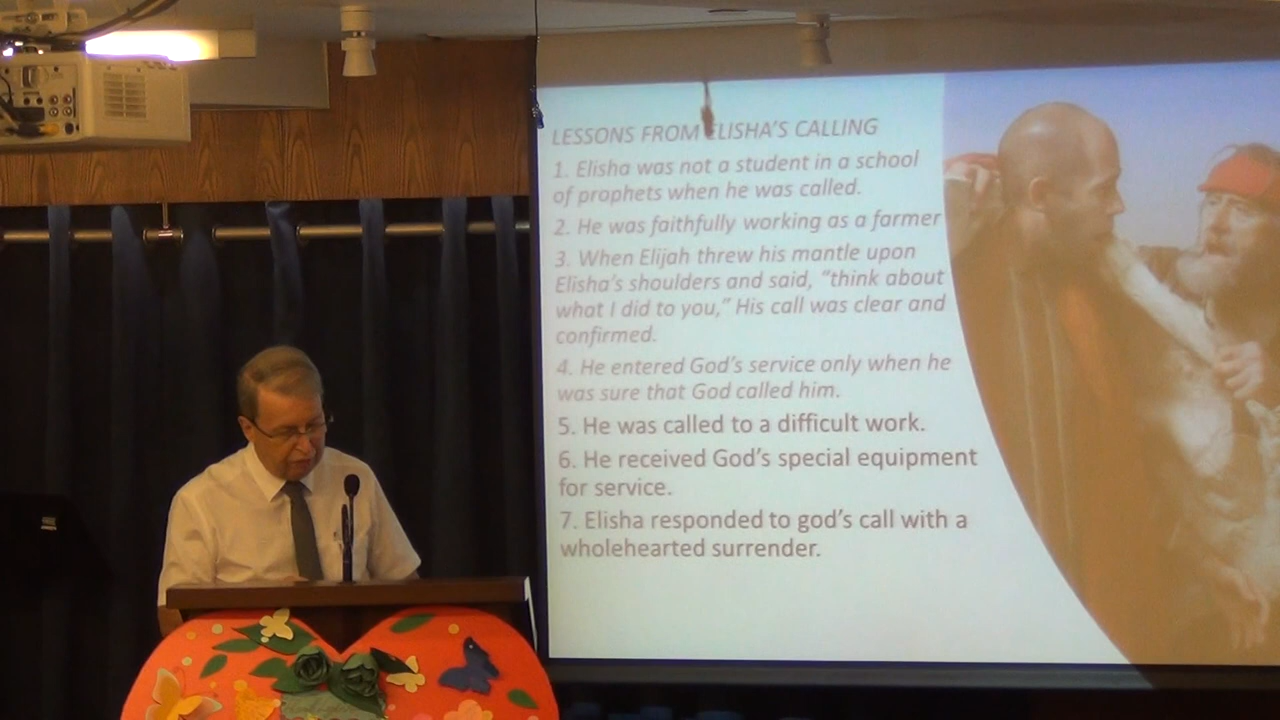 LESSONS FROM ELISHA'S CALLING
1. Elisha was not a student in a school
of prophets when he was called.
2. He was faithfully working as a farmer
3. When Elijah threw his mantle upon
Elisha's shoulders and said, "think about
what I did to you," His call was clear and
confirmed.
4. He entered God's service only when he
was sure that God called him.
5. He was called to a difficult work.
6. He received God's special equipment
for service.
7. Elisha responded to god's call with a
wholehearted surrender.